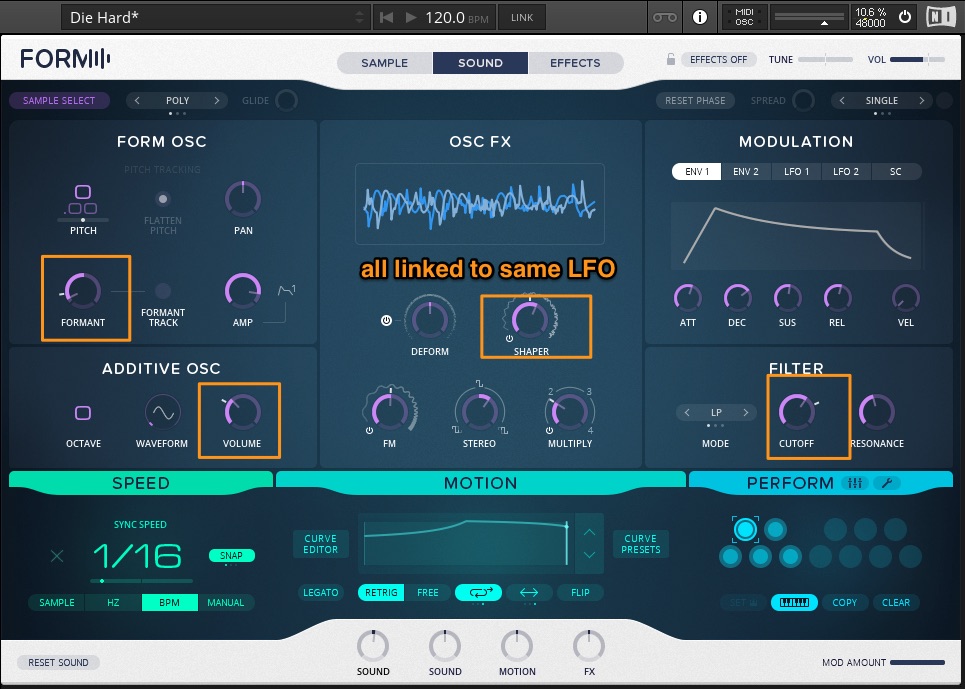 Die Hard*
120.0 BPM
LINK
MIDI
OSC
10.6 %
48000
NI
FORM
SAMPLE SOUND EFFECTS
EFFECTS OFF TUNE VOL
SAMPLE SELECT POLY GLIDE
RESET PHASE SPREAD SINGLE
FORM OSC
PITCH TRACKING
PITCH
FLATTEN
PITCH
PAN
FORMANT
FORMANT
TRACK
AMP
OSC FX
all linked to same LFO
DEFORM SHAPER
FM STEREO MULTIPLY
2 3
4
MODULATION
ENV 1 ENV 2 LFO 1 LFO 2 SC
ATT DEC SUS REL VEL
ADDITIVE OSC
OCTAVE WAVEFORM VOLUME
FILTER
LP
MODE CUTOFF RESONANCE
SPEED
SYNC SPEED
1/16
SNAP
SAMPLE HZ BPM MANUAL
MOTION
CURVE
EDITOR
CURVE
PRESETS
LEGATO RETRIG FREE FLIP
PERFORM
SET
COPY CLEAR
RESET SOUND
SOUND SOUND MOTION FX
MOD AMOUNT